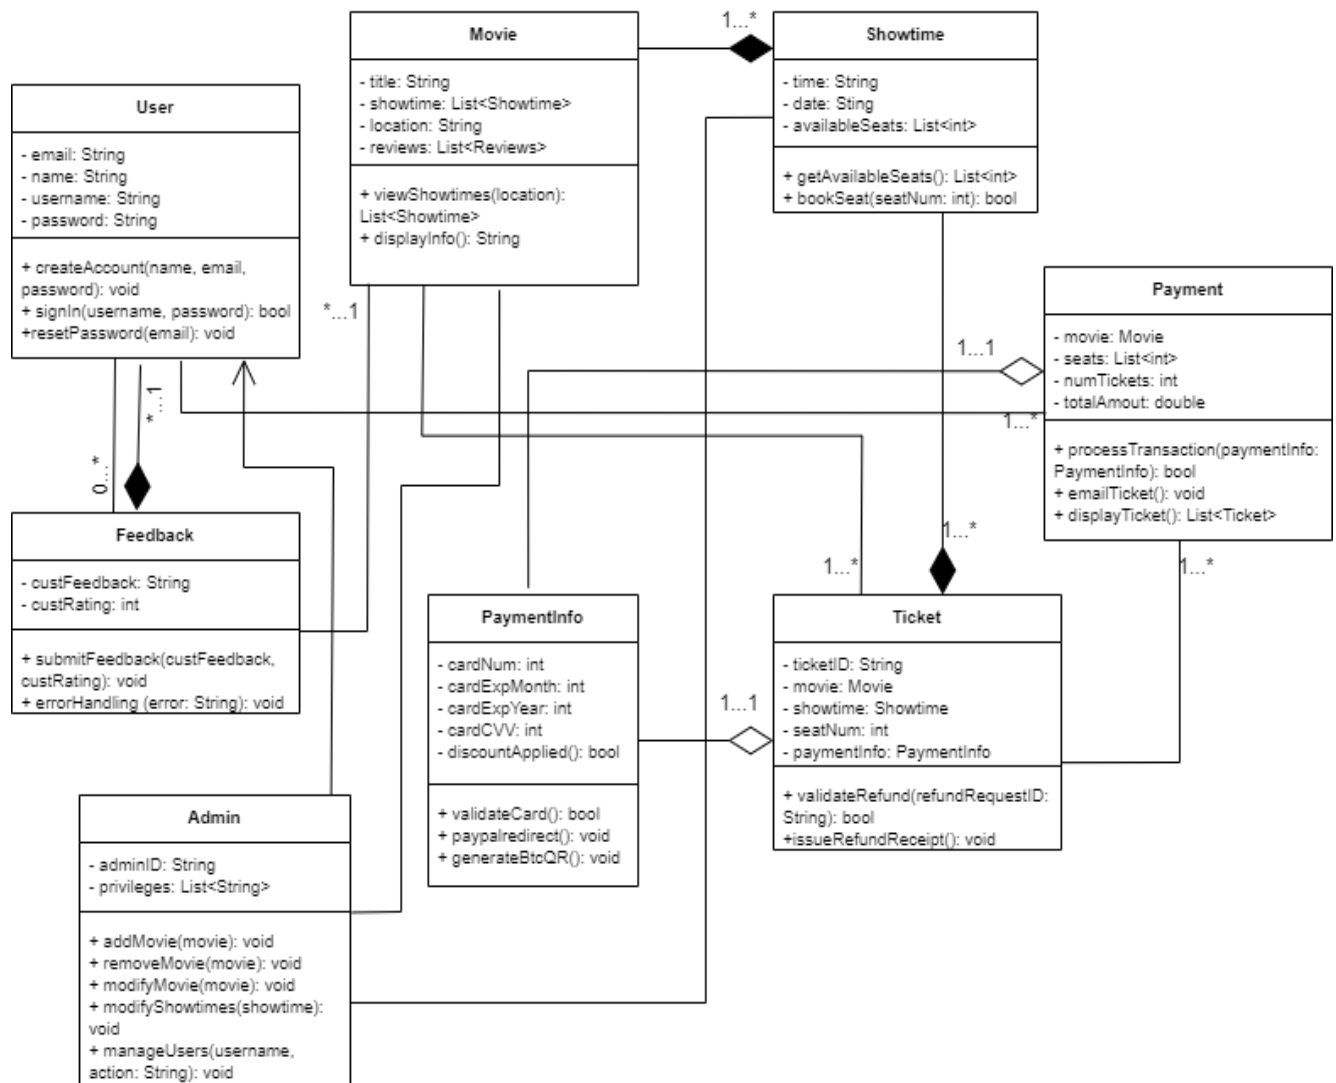 Movie
- title: String
- showtime: List<Showtime>
- location: String
- reviews: List<Reviews>
+ viewShowtimes(location):
List<Showtime>
+ displayInfo(): String
1...*
Showtime
- time: String
- date: Sting
- availableSeats: List<int>
+ getAvailableSeats(): List<int>
+ bookSeat(seatNum: int): bool
User
- email: String
- name: String
- username: String
- password: String
+ createAccount(name, email,
password): void
+ signIn(username, password): bool
+resetPassword(email): void
*...1
1...1
Payment
- movie: Movie
- seats: List<int>
- numTickets: int
- totalAmout: double
+ processTransaction(paymentInfo:
PaymentInfo): bool
+ emailTicket(): void
+ displayTicket(): List<Ticket>
1...*
*...1
0...*
Feedback
- custFeedback: String
- custRating: int
+ submitFeedback(custFeedback,
custRating): void
+ errorHandling (error: String): void
1...*
1...*
1...*
PaymentInfo
- cardNum: int
- cardExpMonth: int
- cardExpYear: int
- cardCVV: int
- discountApplied(): bool
+ validateCard(): bool
+ paypalredirect(): void
+ generateBtcQR(): void
1...1
Ticket
- ticketID: String
- movie: Movie
- showtime: Showtime
- seatNum: int
- paymentInfo: PaymentInfo
+ validateRefund(refundRequestID:
String): bool
+issueRefundReceipt(): void
Admin
- adminID: String
- privileges: List<String>
+ addMovie(movie): void
+ removeMovie(movie): void
+ modifyMovie(movie): void
+ modifyShowtimes(showtime):
void
+ manageUsers(username,
action: String): void